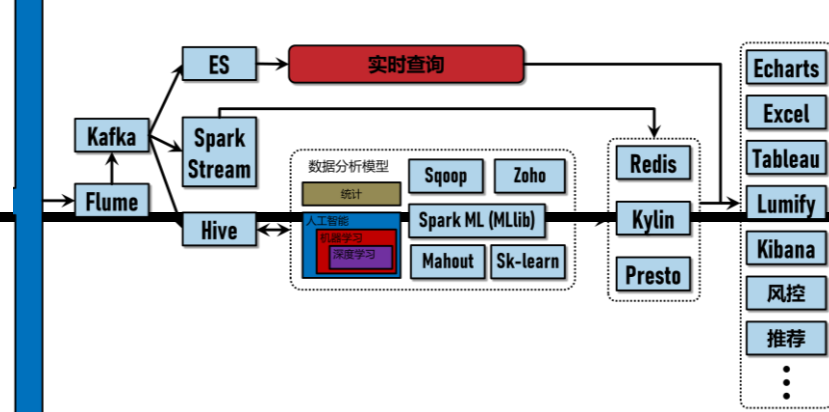 ES
实时查询
Kafka
Spark
Stream
Flume
Hive
数据分析模型
统计
人工智能
机器学习
深度学习
Sqoop
Zoho
Spark ML (MLlib)
Mahout
Sk-learn
Redis
Kylin
Presto
Echarts
Excel
Tableau
Lumify
Kibana
风控
推荐